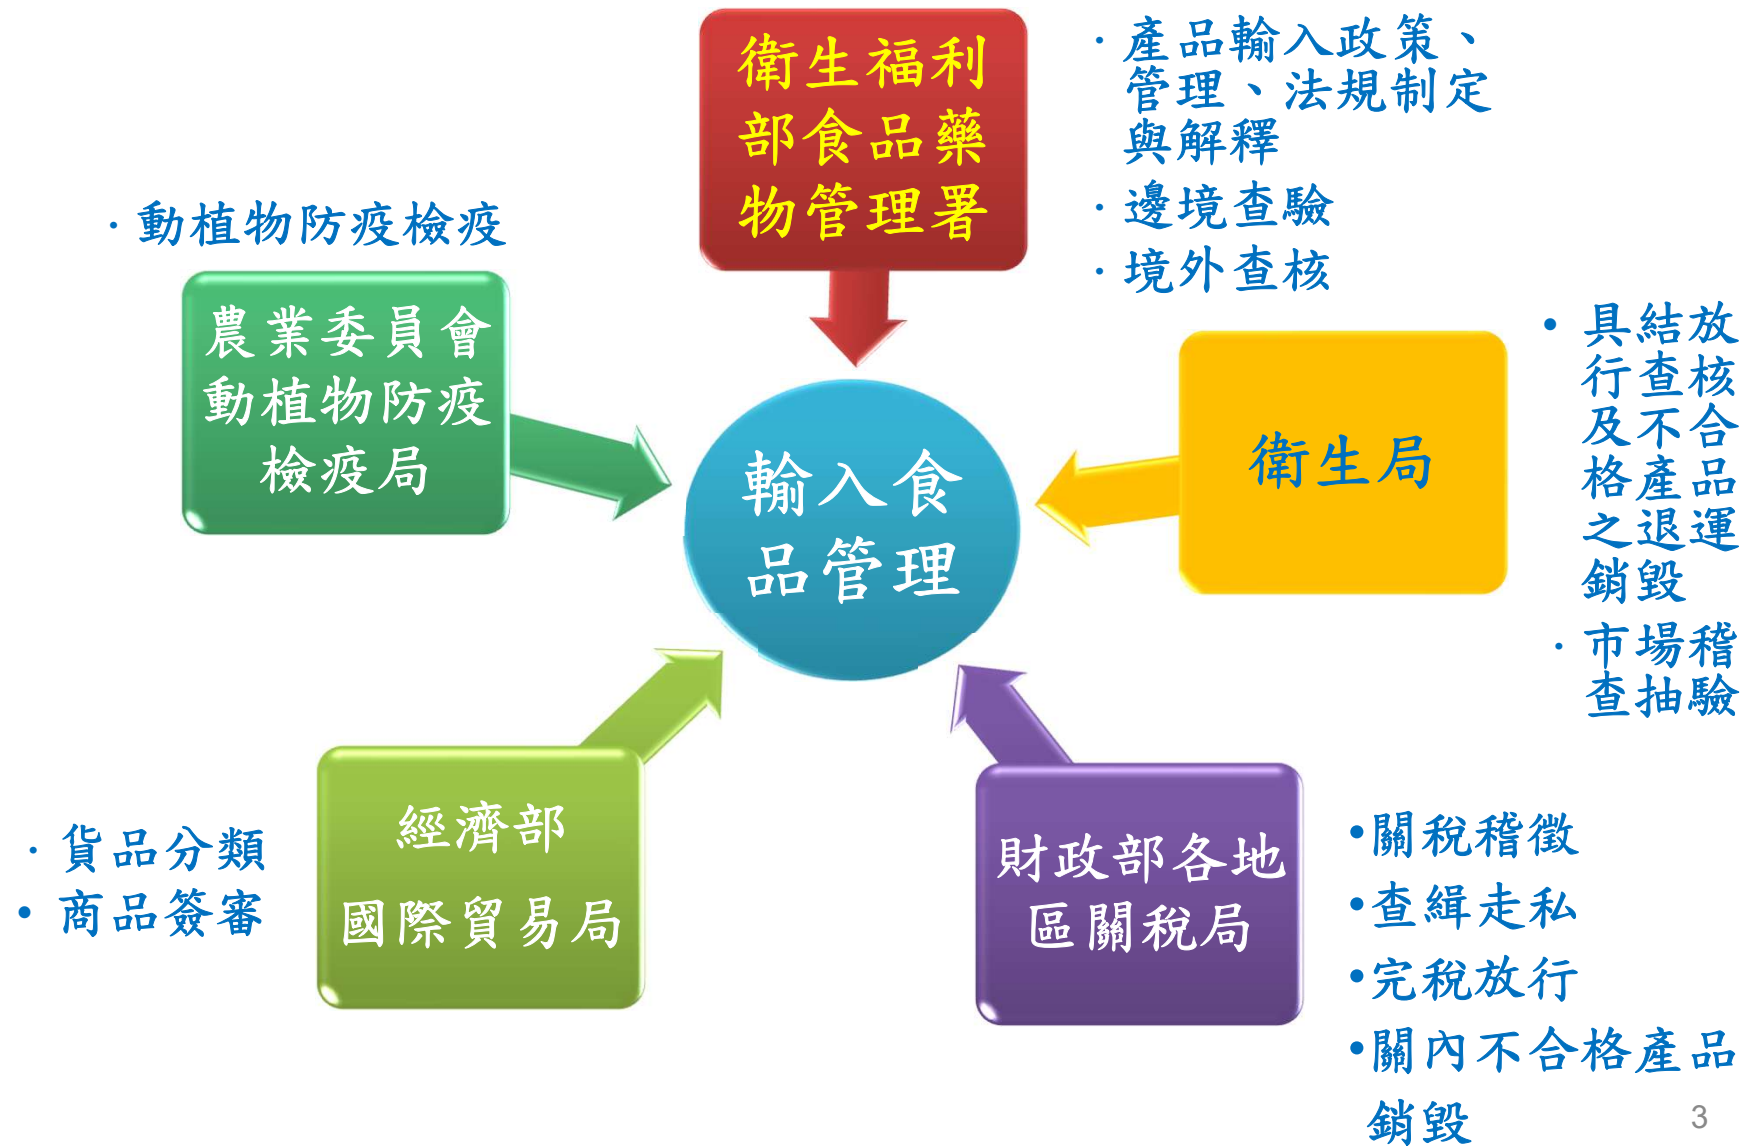 衛生福利
部食品藥
物管理署
·產品輸入政策、
管理、法規制定
與解釋
·邊境查驗
·境外查核
·動植物防疫檢疫
農業委員會
動植物防疫
檢疫局
衛生局
•具結放
行查核
及不合
格產品
之退運
銷毀
·市場稽
查抽驗
輸入食
品管理
·貨品分類
•商品簽審
經濟部
國際貿易局
財政部各地
區關稅局
•關稅稽徵
•查緝走私
•完稅放行
•關內不合格產品
銷毀
3